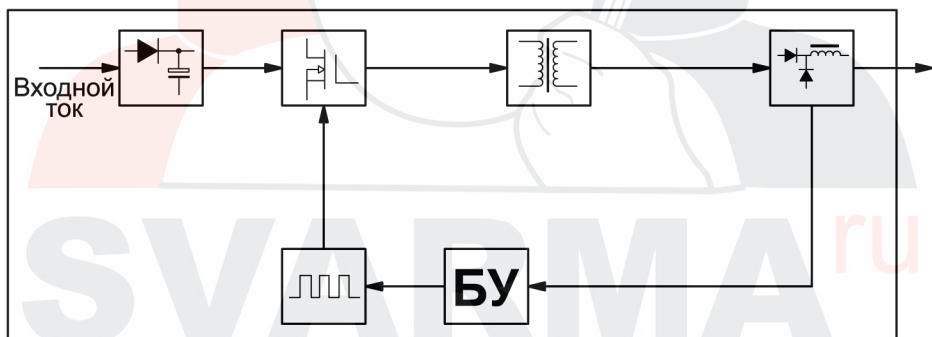 Входной
ток
БУ
SVARMA
ru